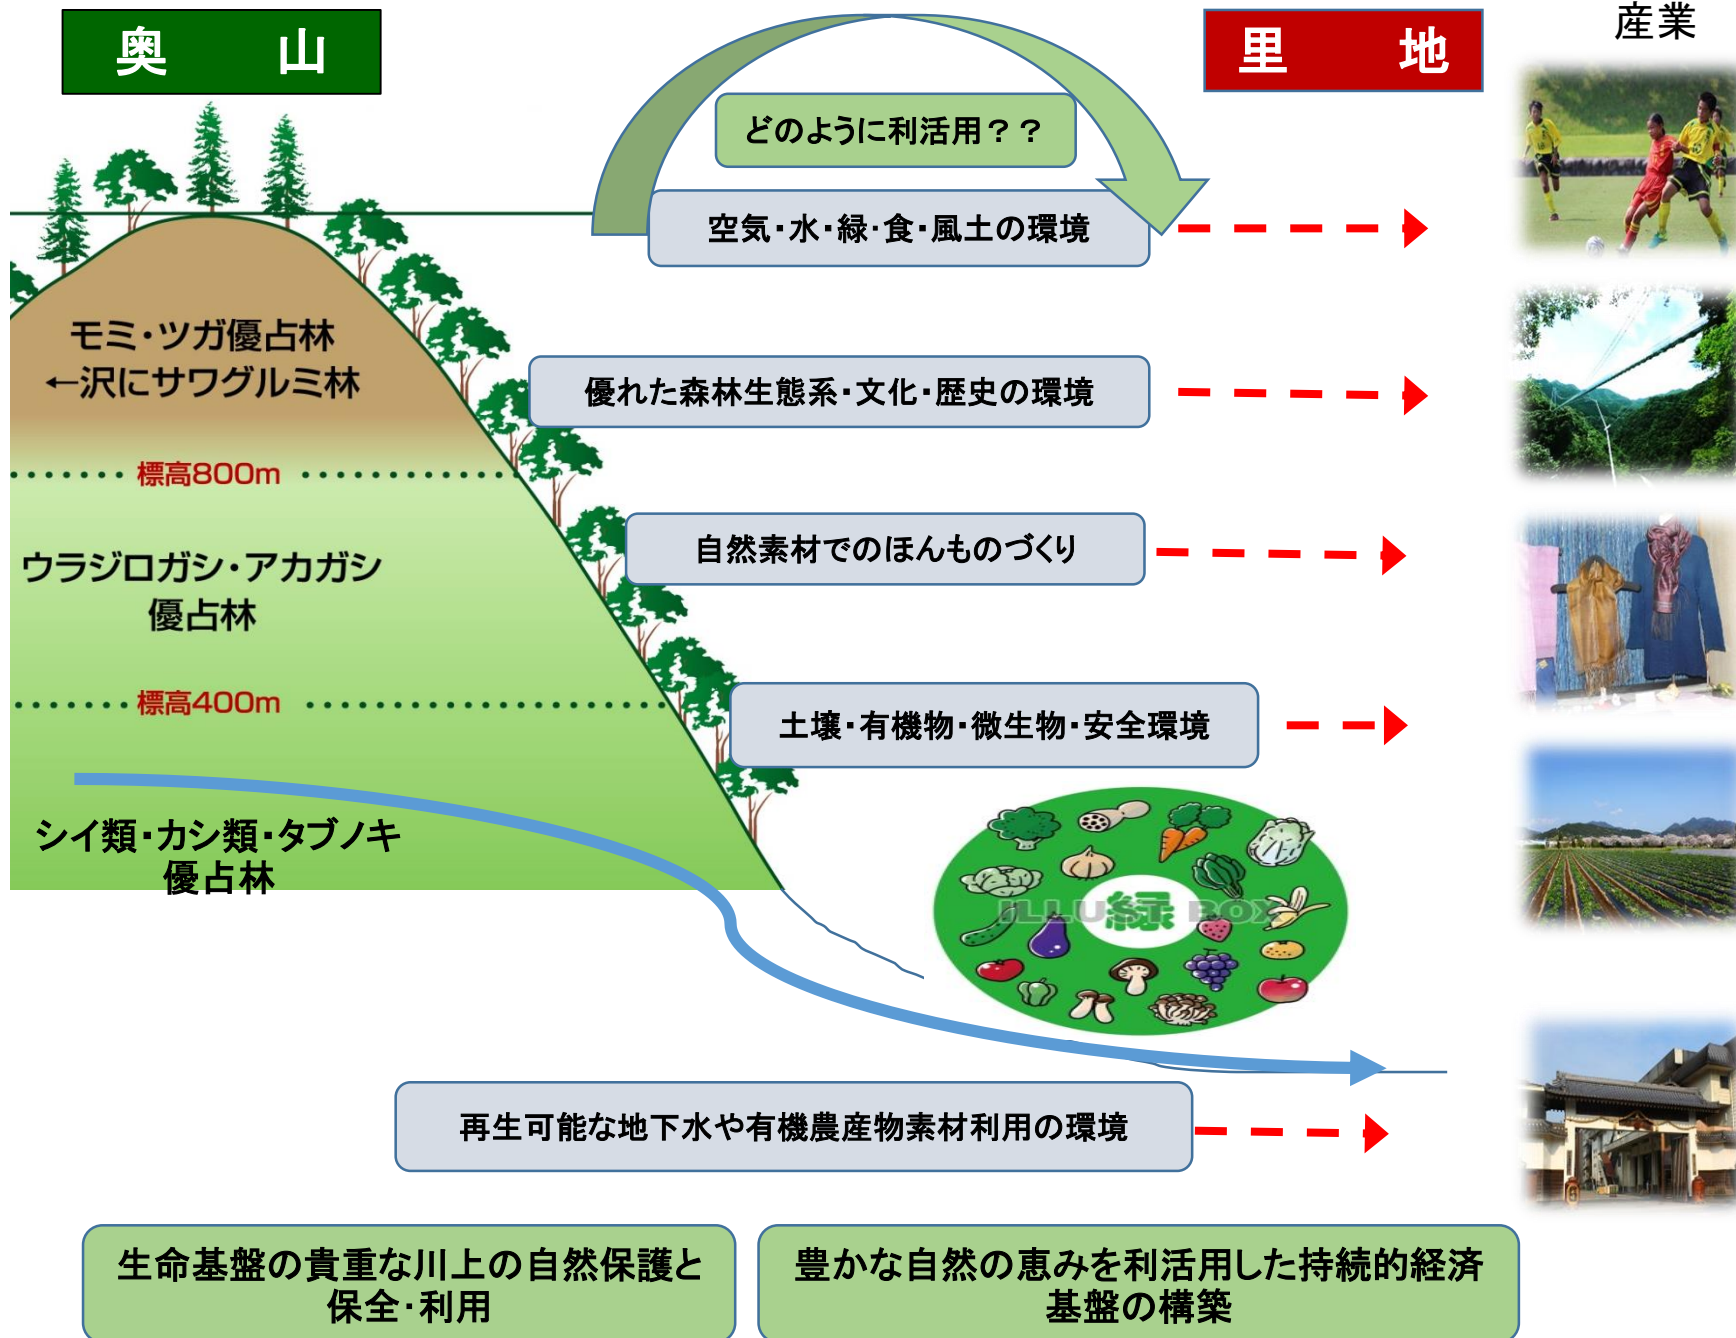 奥　山
里　地
産業
どのように利活用？？
空気・水・緑・食・風土の環境
モミ・ツガ優占林
←沢にサワグルミ林
優れた森林生態系・文化・歴史の環境
標高800m
自然素材でのほんものづくり
ウラジロガシ・アカガシ
優占林
標高400m
土壌・有機物・微生物・安全環境
シイ類・カシ類・タブノキ
優占林
緑
ILLUST BOX
再生可能な地下水や有機農産物素材利用の環境
生命基盤の貴重な川上の自然保護と
保全・利用
豊かな自然の恵みを利活用した持続的経済
基盤の構築